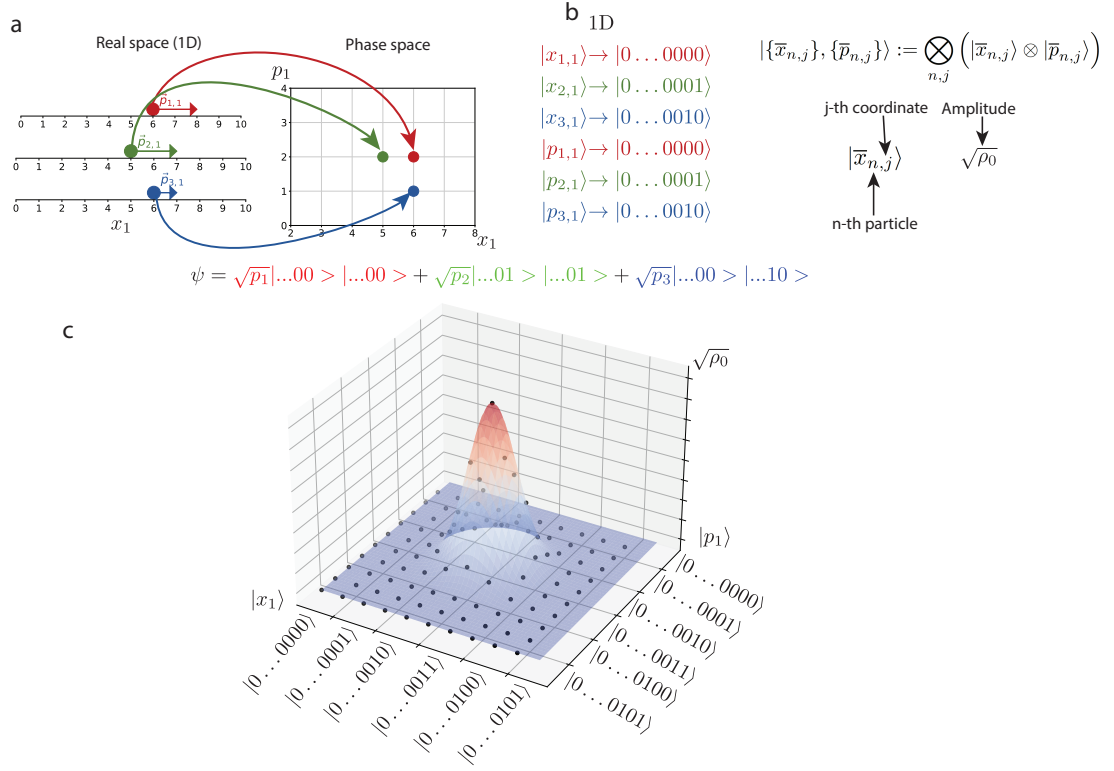 a
Real space (1D)
Phase space
p₁
p⃗₁,₁
0 1 2 3 4 5 6 7 8 9 10
p⃗₂,₁
0 1 2 3 4 5 6 7 8 9 10
p⃗₃,₁
0 1 2 3 4 5 6 7 8 9 10
x₁
4
3
2
1
0
2 3 4 5 6 7 8
x₁
b
1D
|x₁,₁⟩→|0...0000⟩
|x₂,₁⟩→|0...0001⟩
|x₃,₁⟩→|0...0010⟩
|p₁,₁⟩→|0...0000⟩
|p₂,₁⟩→|0...0001⟩
|p₃,₁⟩→|0...0010⟩
|{x̅ₙ,ⱼ},{p̅ₙ,ⱼ}⟩ := ⨂ₙ,ⱼ (|x̅ₙ,ⱼ⟩ ⊗ |p̅ₙ,ⱼ⟩)
j-th coordinate
Amplitude
|x̅ₙ,ⱼ⟩
√ρ₀
n-th particle
ψ = √p₁|...00 > |...00 > + √p₂|...01 > |...01 > + √p₃|...00 > |...10 >
c
√ρ₀
|p₁⟩
|0...0000⟩
|0...0001⟩
|0...0010⟩
|0...0011⟩
|0...0100⟩
|0...0101⟩
|x₁⟩
|0...0000⟩
|0...0001⟩
|0...0010⟩
|0...0011⟩
|0...0100⟩
|0...0101⟩